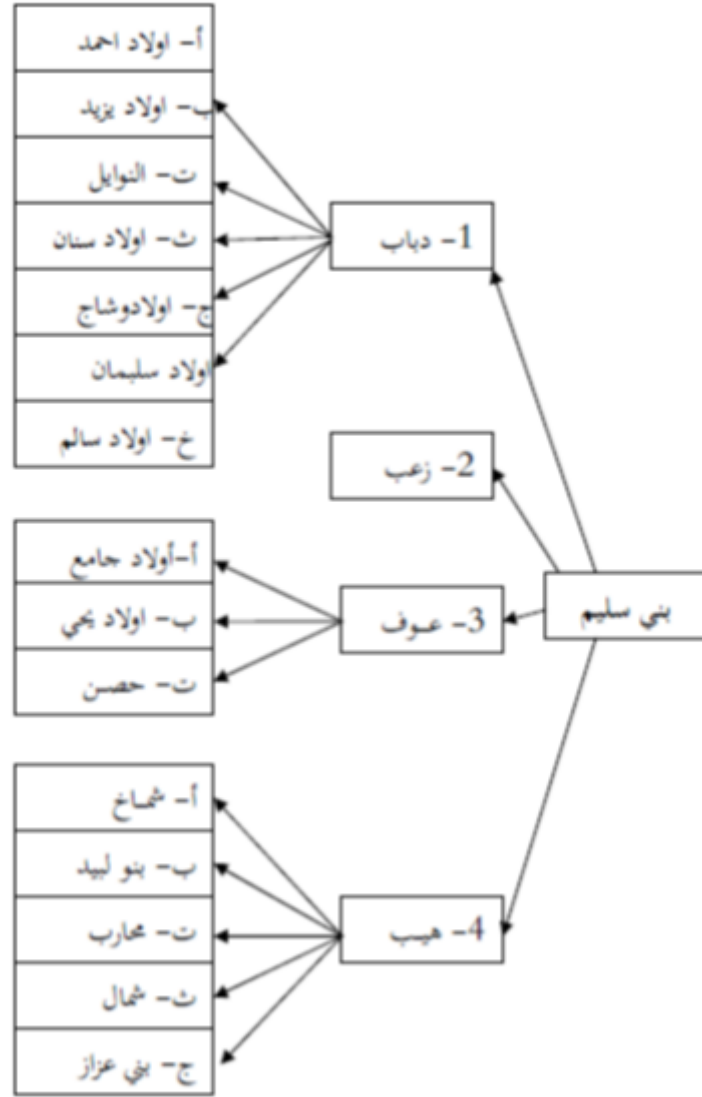 بني سليم
1- دباب
أ- اولاد احمد
ب- اولاد يزيد
ت- النوايل
ث- اولاد سنان
ج- اولادوشاج
اولاد سليمان
خ- اولاد سالم
2- زعب
3- عوف
أ-أولاد جامع
ب- اولاد يحي
ت- حصن
4- هيب
أ- شماخ
ب- بنو لبيد
ت- محارب
ث- شمال
ج- بني عزاز